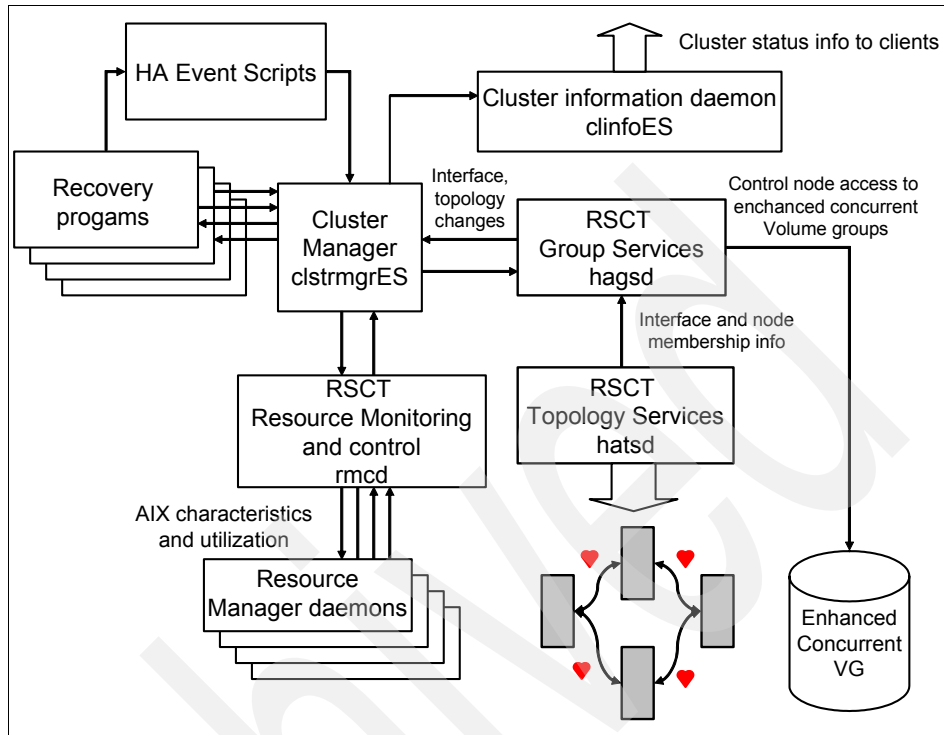 HA Event Scripts
Cluster status info to clients
Cluster information daemon
clinfoES
Recovery
progams
Interface,
topology
changes
Control node access to
enchanced concurrent
Volume groups
Cluster
Manager
clstrmgrES
RSCT
Group Services
hagsd
Interface and node
membership info
RSCT
Resource Monitoring
and control
rmcd
RSCT
Topology Services
hatsd
AIX characteristics
and utilization
Resource
Manager daemons
Enhanced
Concurrent
VG